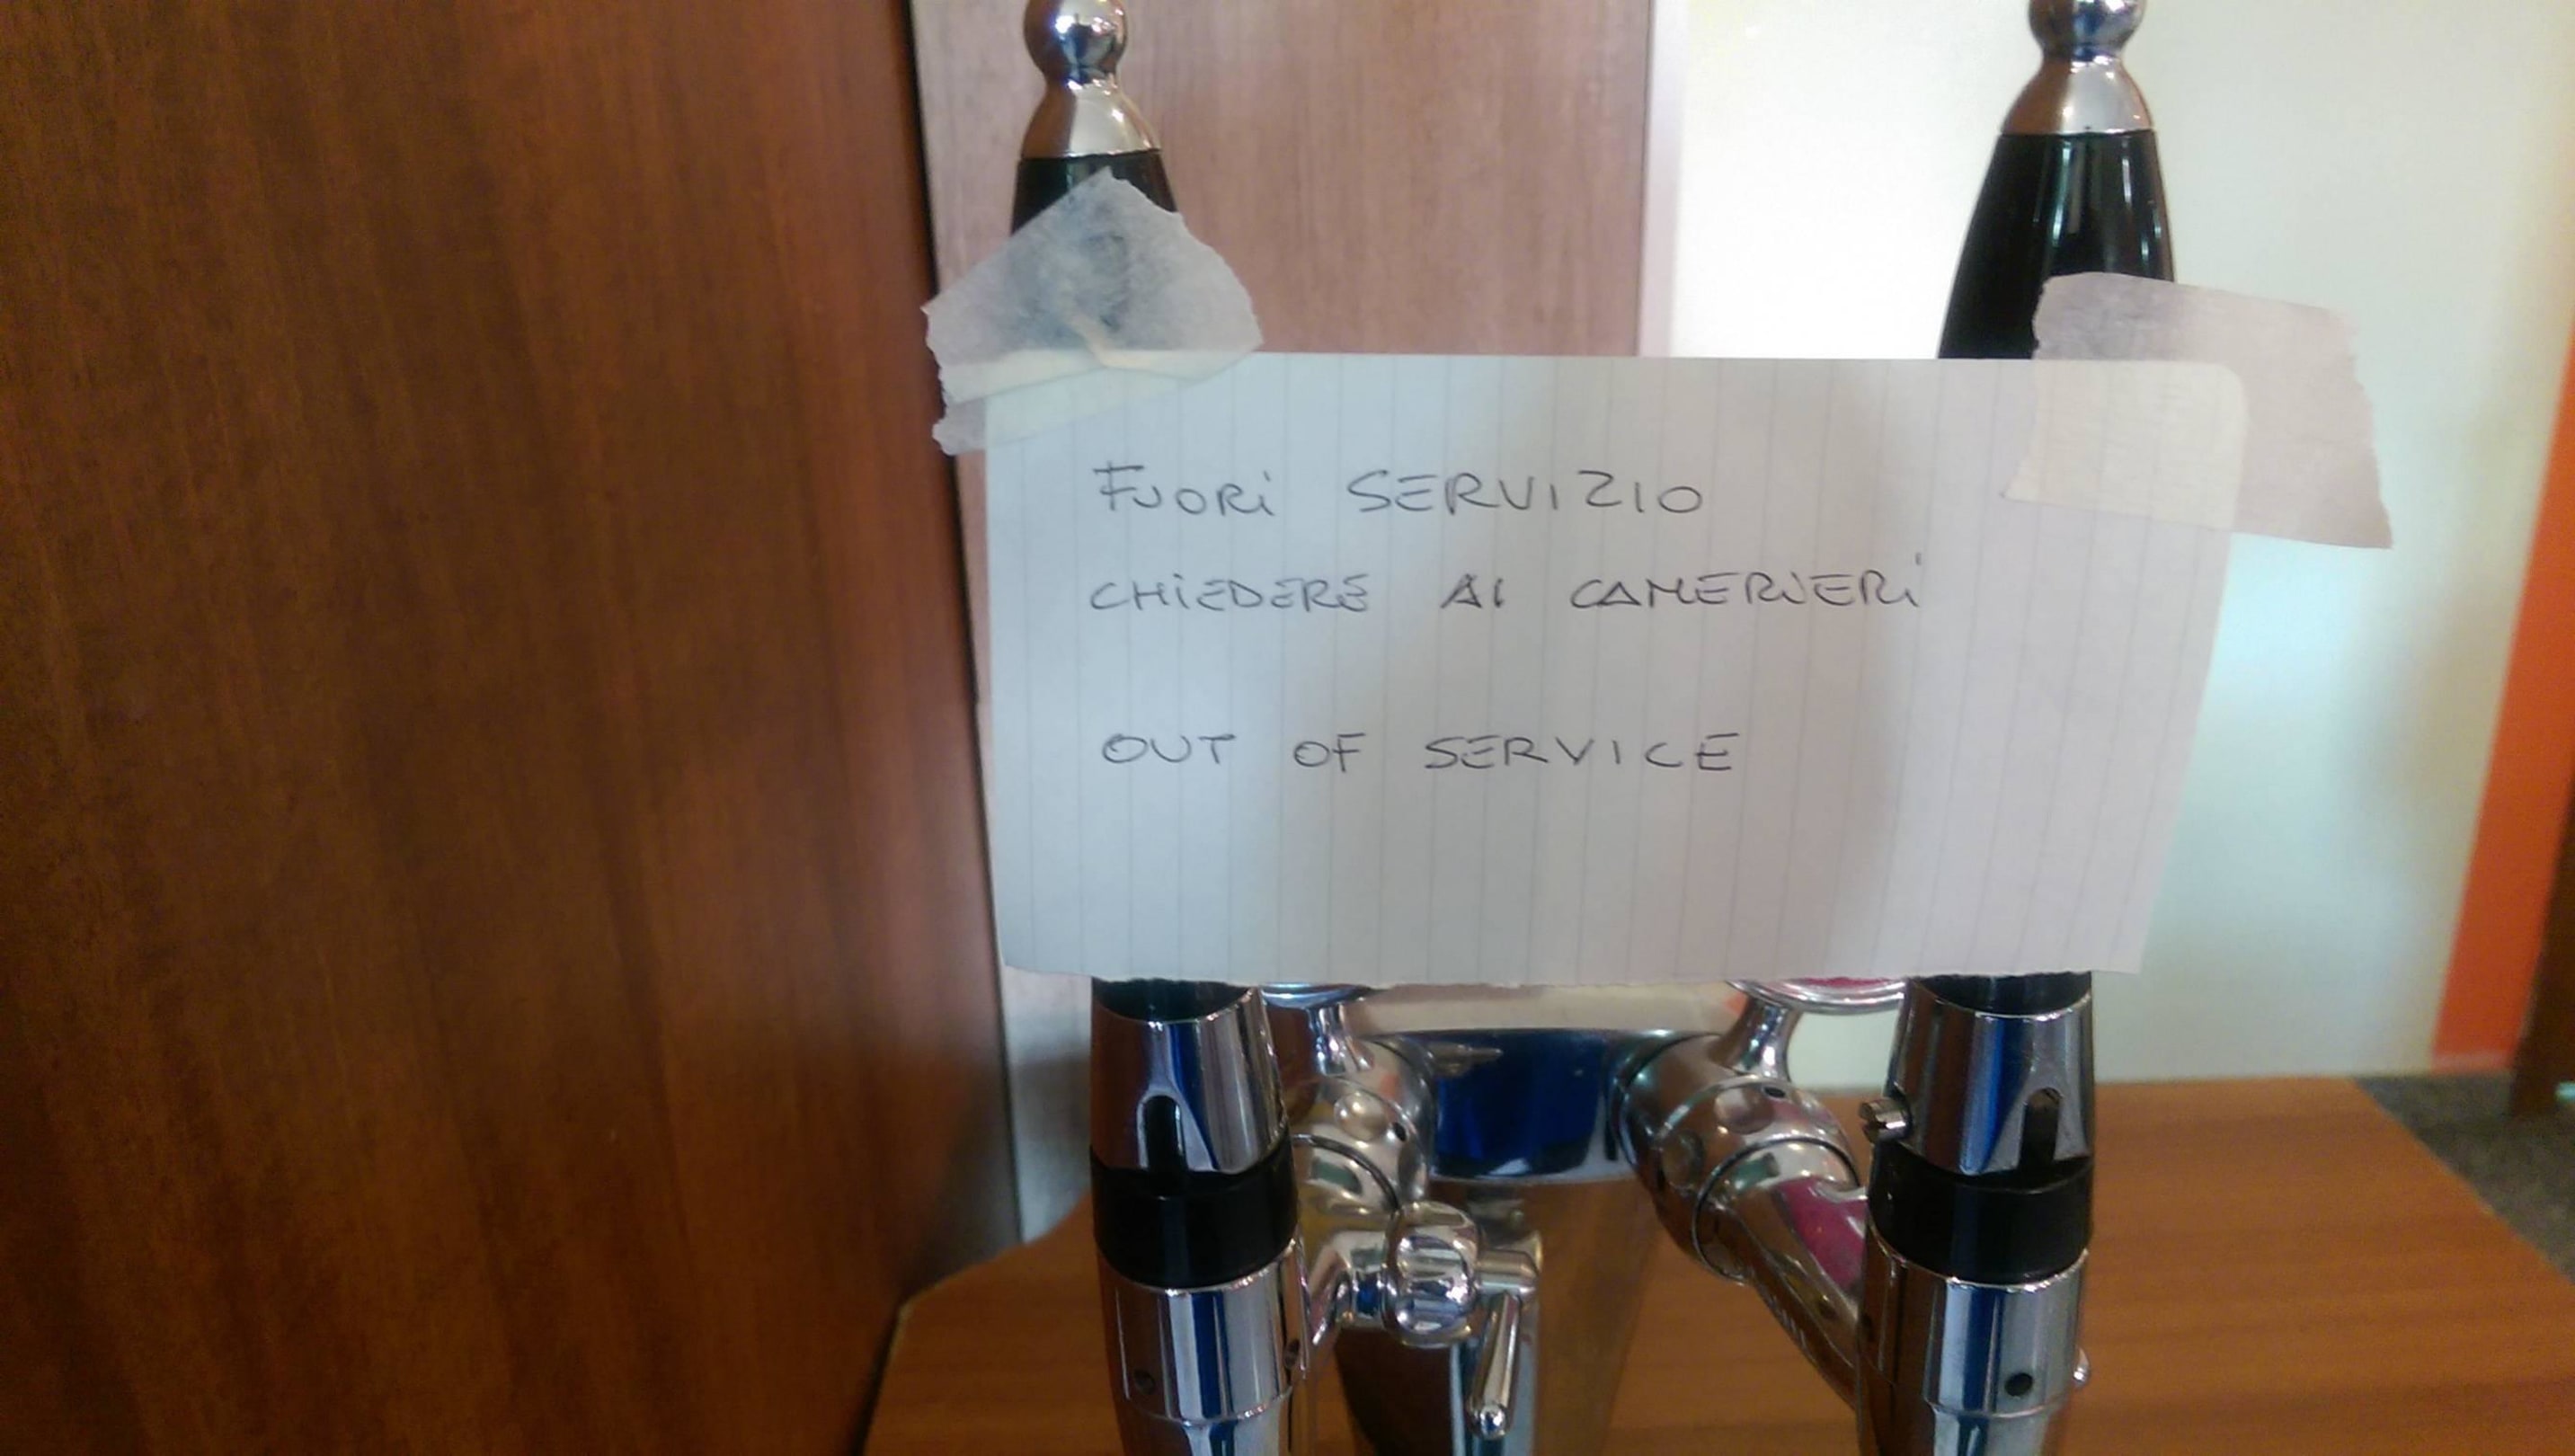 FUORi SERVIZIO
CHiEDERE AI CAMERIERi
OUT OF SERVICE